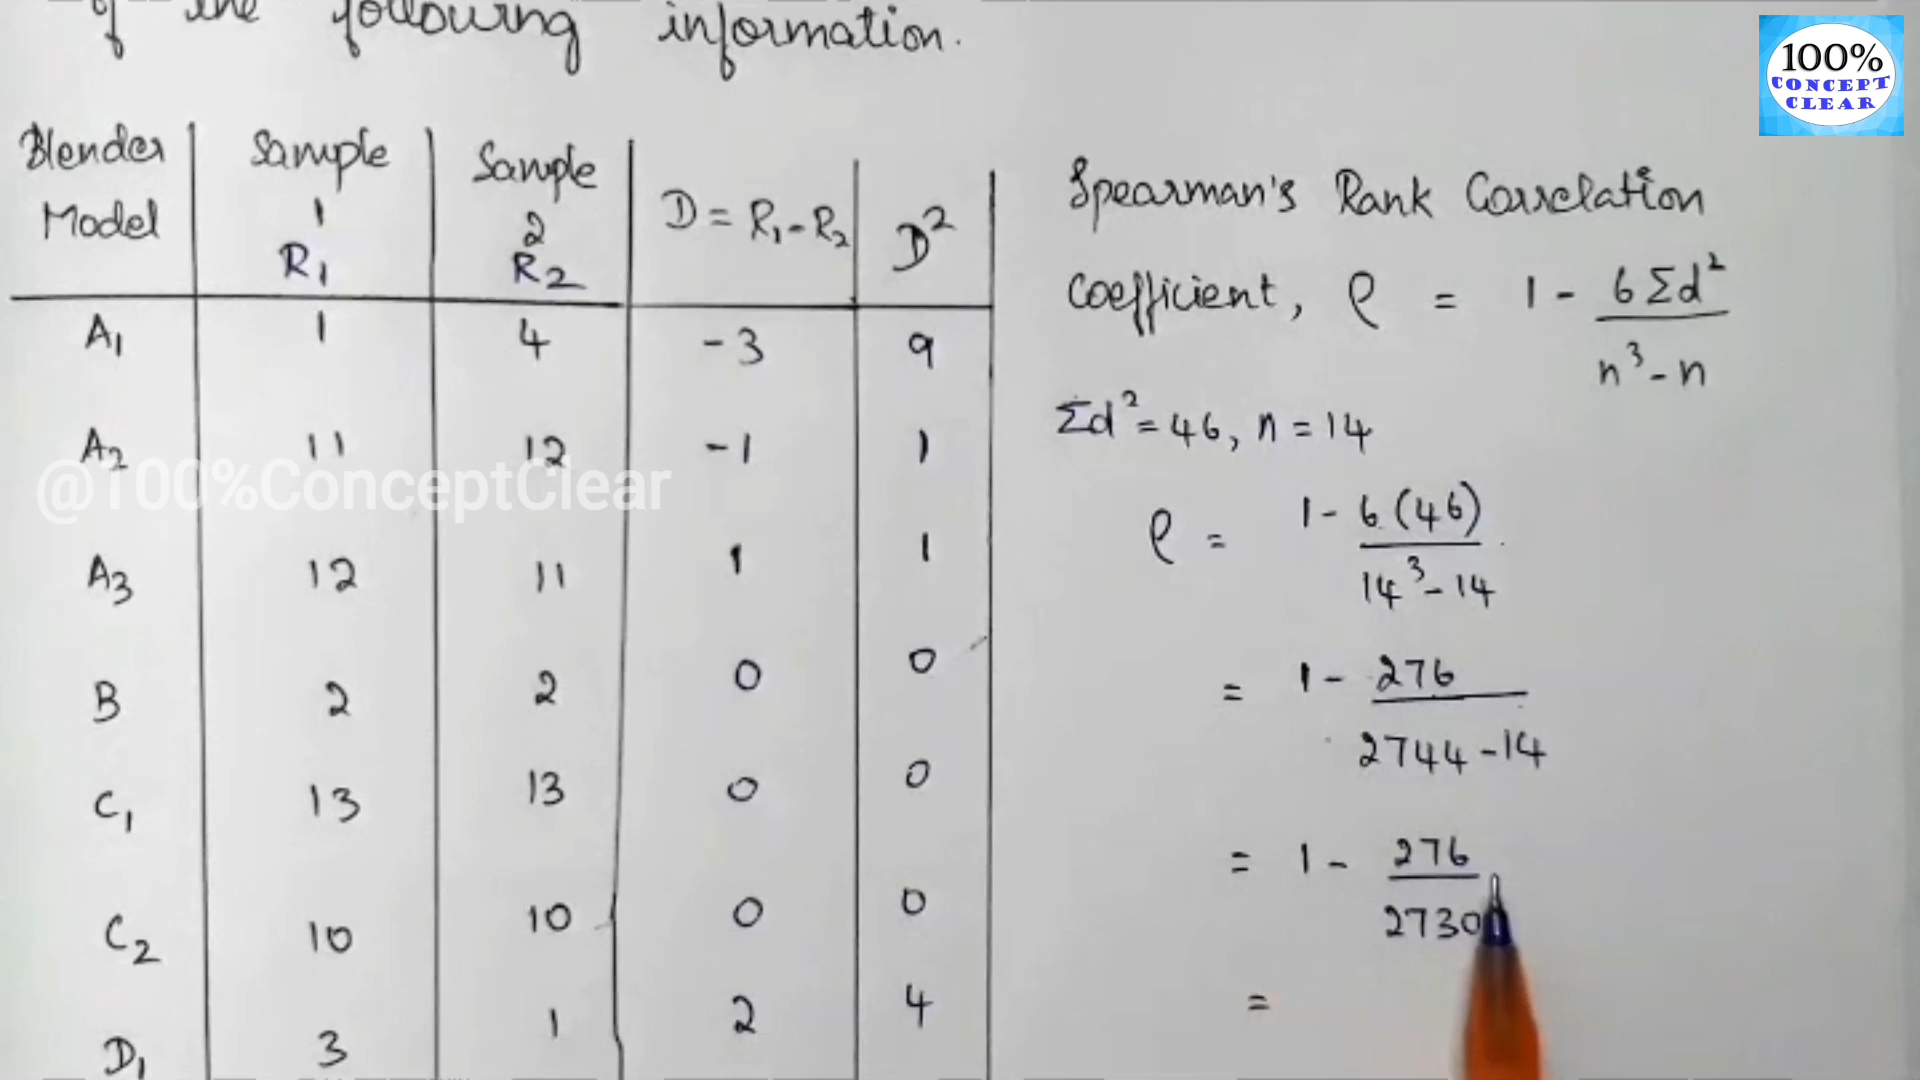 of the following information.
100%
CONCEPT
CLEAR
Blender Model | Sample 1 R₁ | Sample 2 R₂ | D = R₁ - R₂ | D²
A₁ | 1 | 4 | -3 | 9
A₂ | 11 | 12 | -1 | 1
@100%ConceptClear
A₃ | 12 | 11 | 1 | 1
B | 2 | 2 | 0 | 0
C₁ | 13 | 13 | 0 | 0
C₂ | 10 | 10 | 0 | 0
D₁ | 3 | 1 | 2 | 4
Spearman's Rank Correlation
Coefficient, ρ = 1 - 6Σd² / n³ - n
Σd² = 46, n = 14
ρ = 1 - 6(46) / 14³ - 14
= 1 - 276 / 2744 - 14
= 1 - 276 / 2730
=